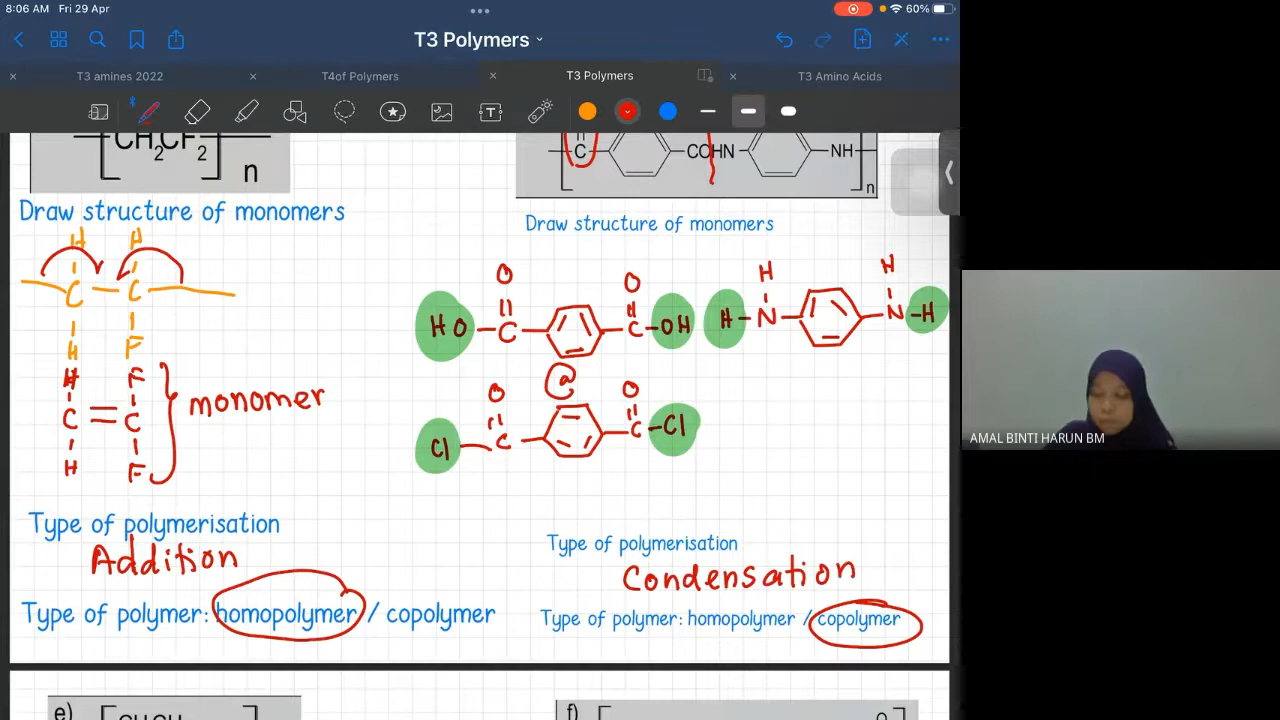 8:06 AM Fri 29 Apr
60%
T3 Polymers
T3 amines 2022
T4of Polymers
T3 Polymers
T3 Amino Acids
CH2CF2
n
C
COHN
NH
n
Draw structure of monomers
Draw structure of monomers
H H
C C
H F
H F
C = C
H F
monomer
O O H H
HO-C C-OH H-N N-H
@
O O
Cl C C-Cl
AMAL BINTI HARUN BM
Type of polymerisation
Addition
Type of polymer: homopolymer / copolymer
Type of polymerisation
Condensation
Type of polymer: homopolymer / copolymer
e)
f)